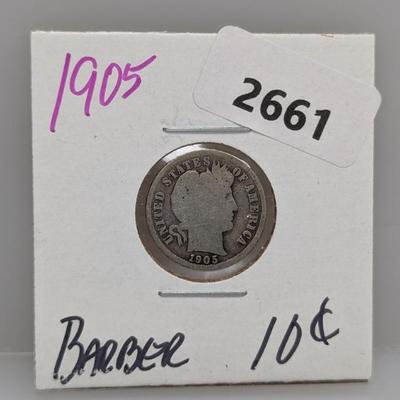 1905
2661
UNITED STATES OF AMERICA
1905
BARBER 10¢